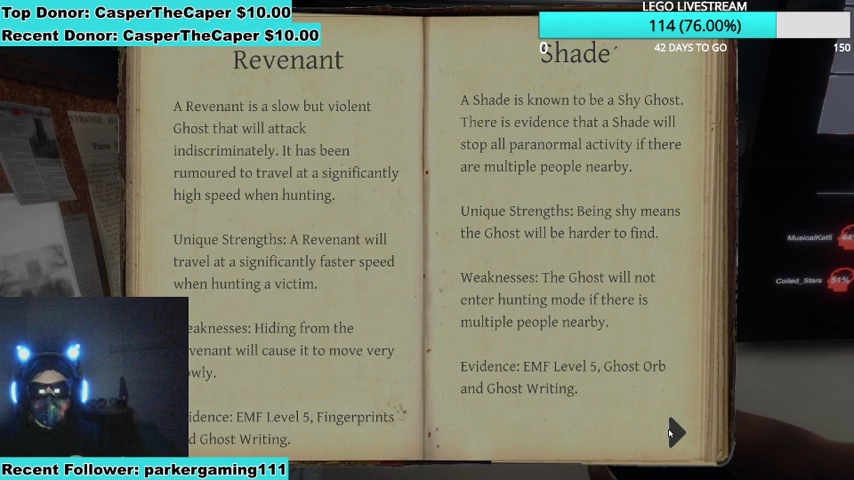 Top Donor: CasperTheCaper $10.00
Recent Donor: CasperTheCaper $10.00
LEGO LIVESTREAM
114 (76.00%)
0
42 DAYS TO GO
150
Revenant
A Revenant is a slow but violent
Ghost that will attack
indiscriminately. It has been
rumoured to travel at a significantly
high speed when hunting.
Unique Strengths: A Revenant will
travel at a significantly faster speed
when hunting a victim.
eaknesses: Hiding from the
evenant will cause it to move very
owly.
idence: EMF Level 5, Fingerprints
d Ghost Writing.
Shade
A Shade is known to be a Shy Ghost.
There is evidence that a Shade will
stop all paranormal activity if there
are multiple people nearby.
Unique Strengths: Being shy means
the Ghost will be harder to find.
Weaknesses: The Ghost will not
enter hunting mode if there is
multiple people nearby.
Evidence: EMF Level 5, Ghost Orb
and Ghost Writing.
MusicalKat5
Coiled_Stars 51%
Recent Follower: parkergaming111